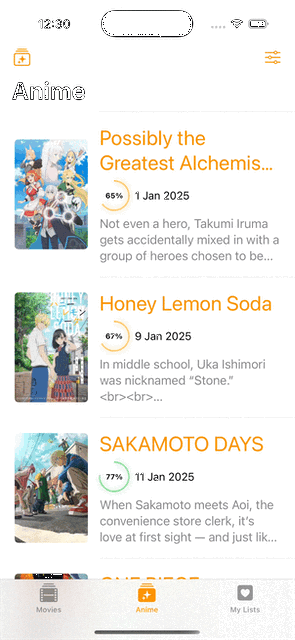 12:30
Anime
Possibly the
Greatest Alchemis...
65% 1 Jan 2025
Not even a hero, Takumi Iruma
gets accidentally mixed in with a
group of heroes chosen to be...
Honey Lemon Soda
67% 9 Jan 2025
In middle school, Uka Ishimori
was nicknamed “Stone.”
<br><br>...
SAKAMOTO DAYS
77% 11 Jan 2025
When Sakamoto meets Aoi, the
convenience store clerk, it’s
love at first sight — and just lik...
ONE PIECE
Movies
Anime
My Lists